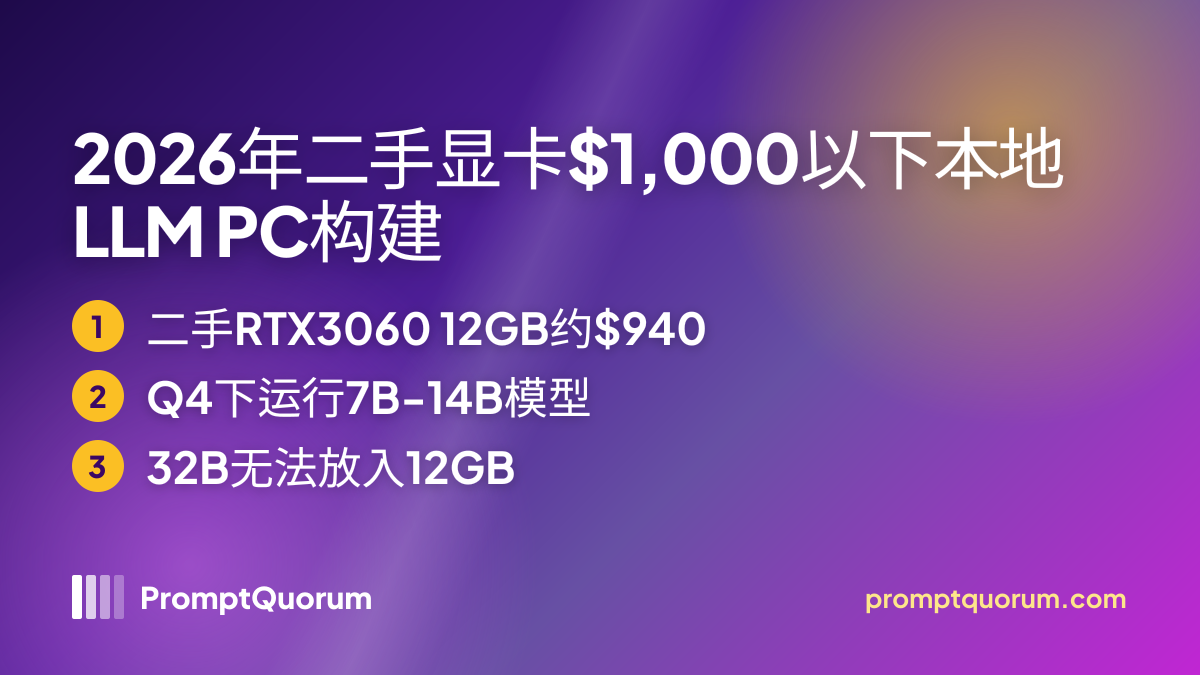 2026年二手显卡$1,000以下本地
LLM PC构建
1 二手RTX3060 12GB约$940
2 Q4下运行7B-14B模型
3 32B无法放入12GB
PromptQuorum
promptquorum.com